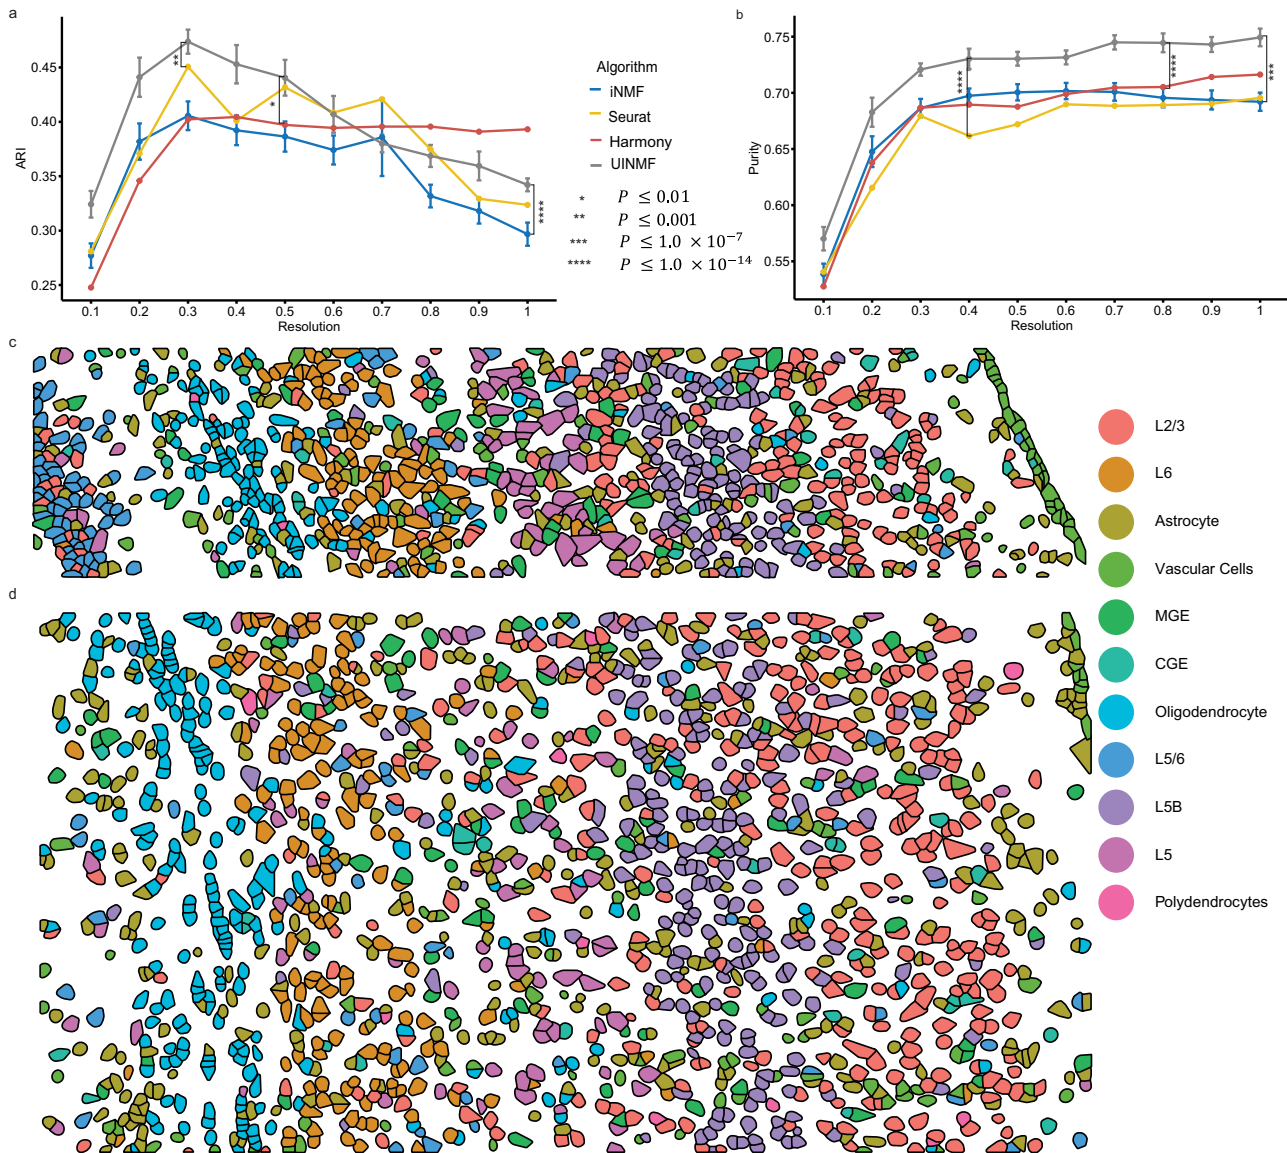 a
ARI
0.45
0.40
0.35
0.30
0.25
0.1 0.2 0.3 0.4 0.5 0.6 0.7 0.8 0.9 1
Resolution
**
*
****
Algorithm
iNMF
Seurat
Harmony
UINMF
* P ≤ 0.01
** P ≤ 0.001
*** P ≤ 1.0 × 10⁻⁷
**** P ≤ 1.0 × 10⁻¹⁴
b
Purity
0.75
0.70
0.65
0.60
0.55
0.1 0.2 0.3 0.4 0.5 0.6 0.7 0.8 0.9 1
Resolution
****
****
***
c
d
L2/3
L6
Astrocyte
Vascular Cells
MGE
CGE
Oligodendrocyte
L5/6
L5B
L5
Polydendrocytes